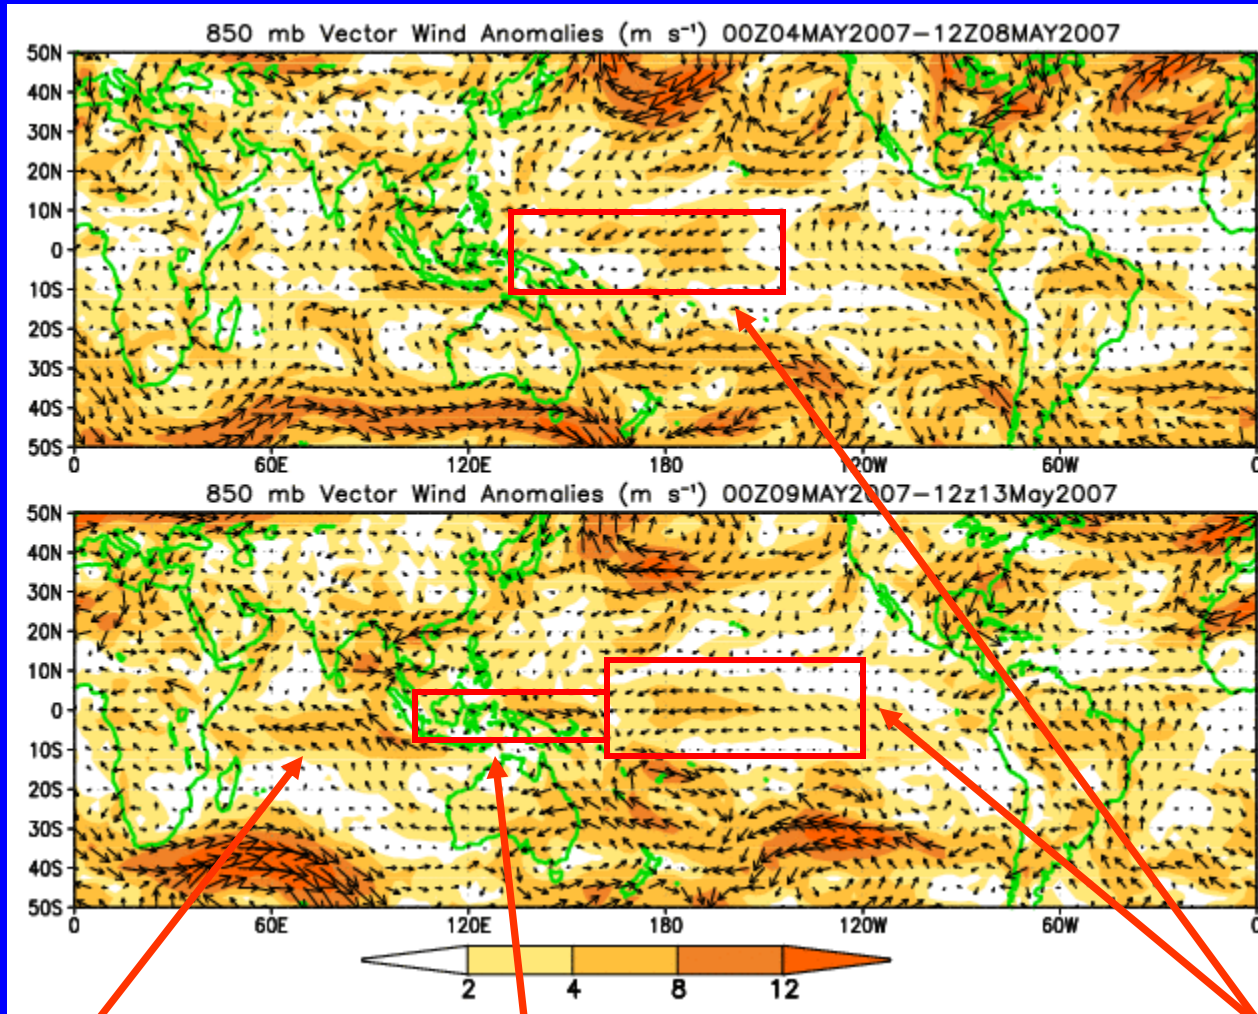 850 mb Vector Wind Anomalies (m s⁻¹) 00Z04MAY2007-12Z08MAY2007
50N
40N
30N
20N
10N
0
10S
20S
30S
40S
50S
0 60E 120E 180 120W 60W 0
850 mb Vector Wind Anomalies (m s⁻¹) 00Z09MAY2007-12z13May2007
50N
40N
30N
20N
10N
0
10S
20S
30S
40S
50S
0 60E 120E 180 120W 60W 0
2 4 8 12